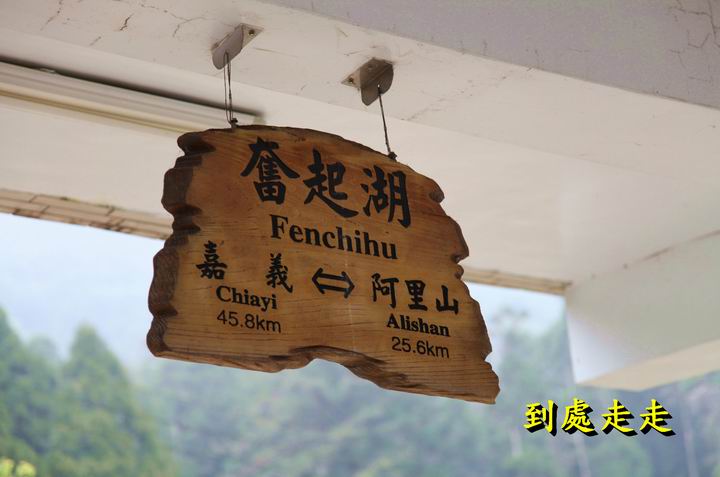 奮起湖
Fenchihu
嘉義 ⇔ 阿里山
Chiayi Alishan
45.8km 25.6km
到處走走